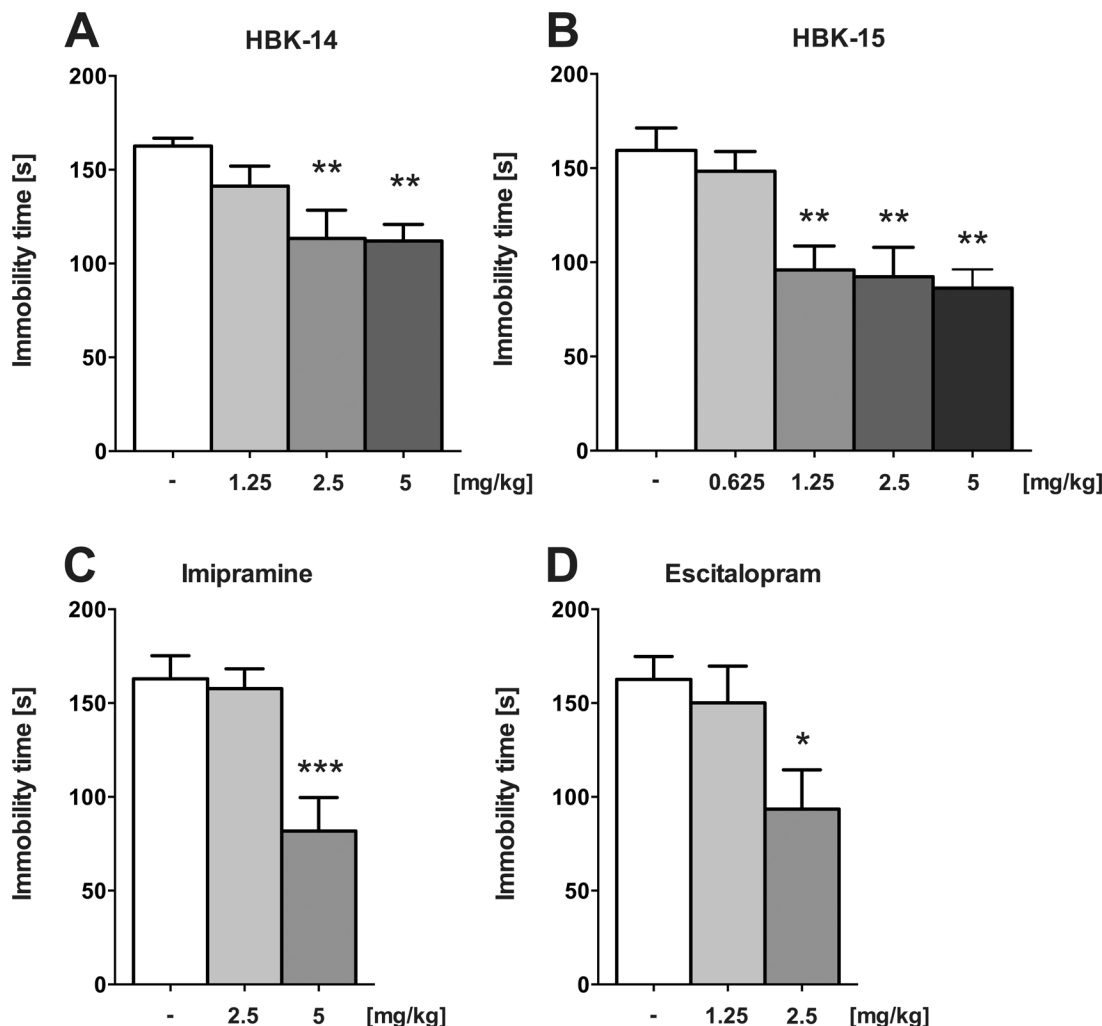 A
HBK-14
Immobility time [s]
200
150
100
50
0
**
**
- 1.25 2.5 5 [mg/kg]
B
HBK-15
Immobility time [s]
200
150
100
50
0
**
**
**
- 0.625 1.25 2.5 5 [mg/kg]
C
Imipramine
Immobility time [s]
200
150
100
50
0
***
- 2.5 5 [mg/kg]
D
Escitalopram
Immobility time [s]
200
150
100
50
0
*
- 1.25 2.5 [mg/kg]